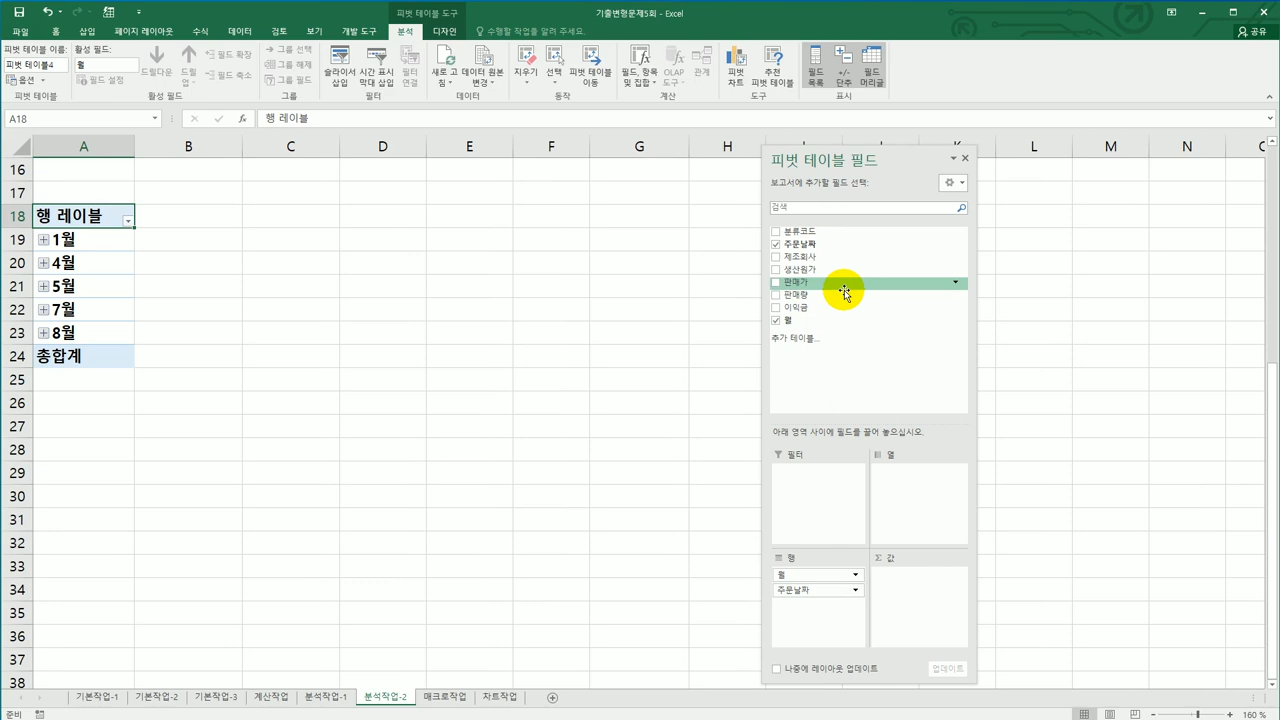 피벗 테이블 도구
기출변형문제5회 - Excel
파일 홈 삽입 페이지 레이아웃 수식 데이터 검토 보기 개발 도구 분석 디자인 수행할 작업을 알려 주세요. 공유
피벗 테이블 이름:
피벗 테이블4
옵션
피벗 테이블
활성 필드:
월
필드 설정
드릴다운
드릴업
필드 확장
필드 축소
활성 필드
그룹 선택
그룹 해제
그룹 필드
그룹
슬라이서 삽입
시간 표시 막대 삽입
필터 연결
필터
새로 고침
데이터 원본 변경
데이터
지우기
선택
피벗 테이블 이동
동작
필드, 항목 및 집합
OLAP 도구
관계
계산
피벗 차트
추천 피벗 테이블
도구
필드 목록
+/- 단추
필드 머리글
표시
A18
fx
행 레이블
A B C D E F G H I J K L M N
16
17
18 행 레이블
19 1월
20 4월
21 5월
22 7월
23 8월
24 총합계
25
26
27
28
29
30
31
32
33
34
35
36
37
38
피벗 테이블 필드
보고서에 추가할 필드 선택:
검색
분류코드
주문날짜
제조회사
생산원가
판매가
판매량
이익금
월
추가 테이블...
아래 영역 사이에 필드를 끌어 놓으십시오.
필터
열
행
Σ 값
월
주문날짜
나중에 레이아웃 업데이트
업데이트
기본작업-1 기본작업-2 기본작업-3 계산작업 분석작업-1 분석작업-2 매크로작업 차트작업
준비
160 %